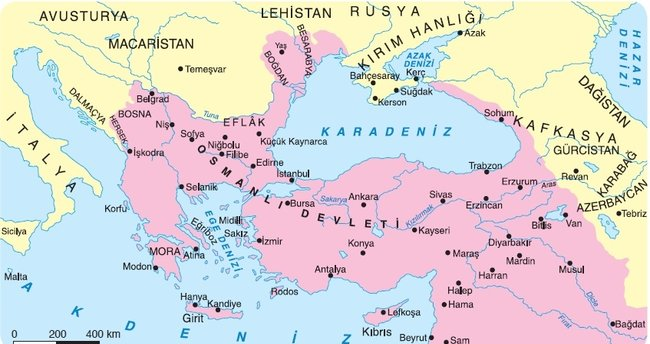 AVUSTURYA
LEHİSTAN
RUSYA
MACARİSTAN
KIRIM HANLIĞI
Azak
HAZAR
DENİZİ
Yaş
BESARABYA
BOĞDAN
Temeşvar
AZAK
DENİZİ
Bahçesaray
Kerç
Suğdak
Kerson
DAĞISTAN
Belgrad
DALMAÇYA
BOSNA
HERSEK
Tuna
EFLÂK
Niş
Sofya
Niğbolu
Küçük Kaynarca
KARADENİZ
Sohum
KAFKASYA
GÜRCİSTAN
İTALYA
İşkodra
Filibe
Edirne
İstanbul
Trabzon
Revan
KARABAĞ
AZERBAYCAN
Tebriz
OSMANLI DEVLETİ
Selanik
Bursa
Sakarya
Ankara
Kızılırmak
Sivas
Erzincan
Erzurum
Aras
Korfu
EGE DENİZİ
Midilli
Sakız
Eğriboz
İzmir
Konya
Kayseri
Bitlis
Van
Diyarbakır
Sicilya
MORA
Atina
Modon
Antalya
Maraş
Mardin
Harran
Musul
Malta
Hanya
Kandiye
Girit
Rodos
Halep
Hama
Dicle
Fırat
Lefkoşa
Kıbrıs
Beyrut
Şam
Bağdat
AKDENİZ
0 200 400 km